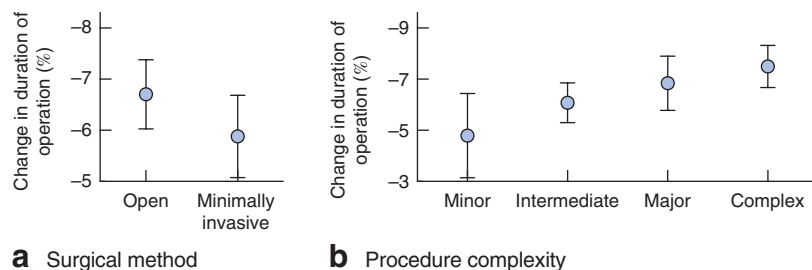 Change in duration of
operation (%)
–8
–7
–6
–5
Open
Minimally
invasive
a Surgical method
Change in duration of
operation (%)
–9
–7
–5
–3
Minor
Intermediate
Major
Complex
b Procedure complexity